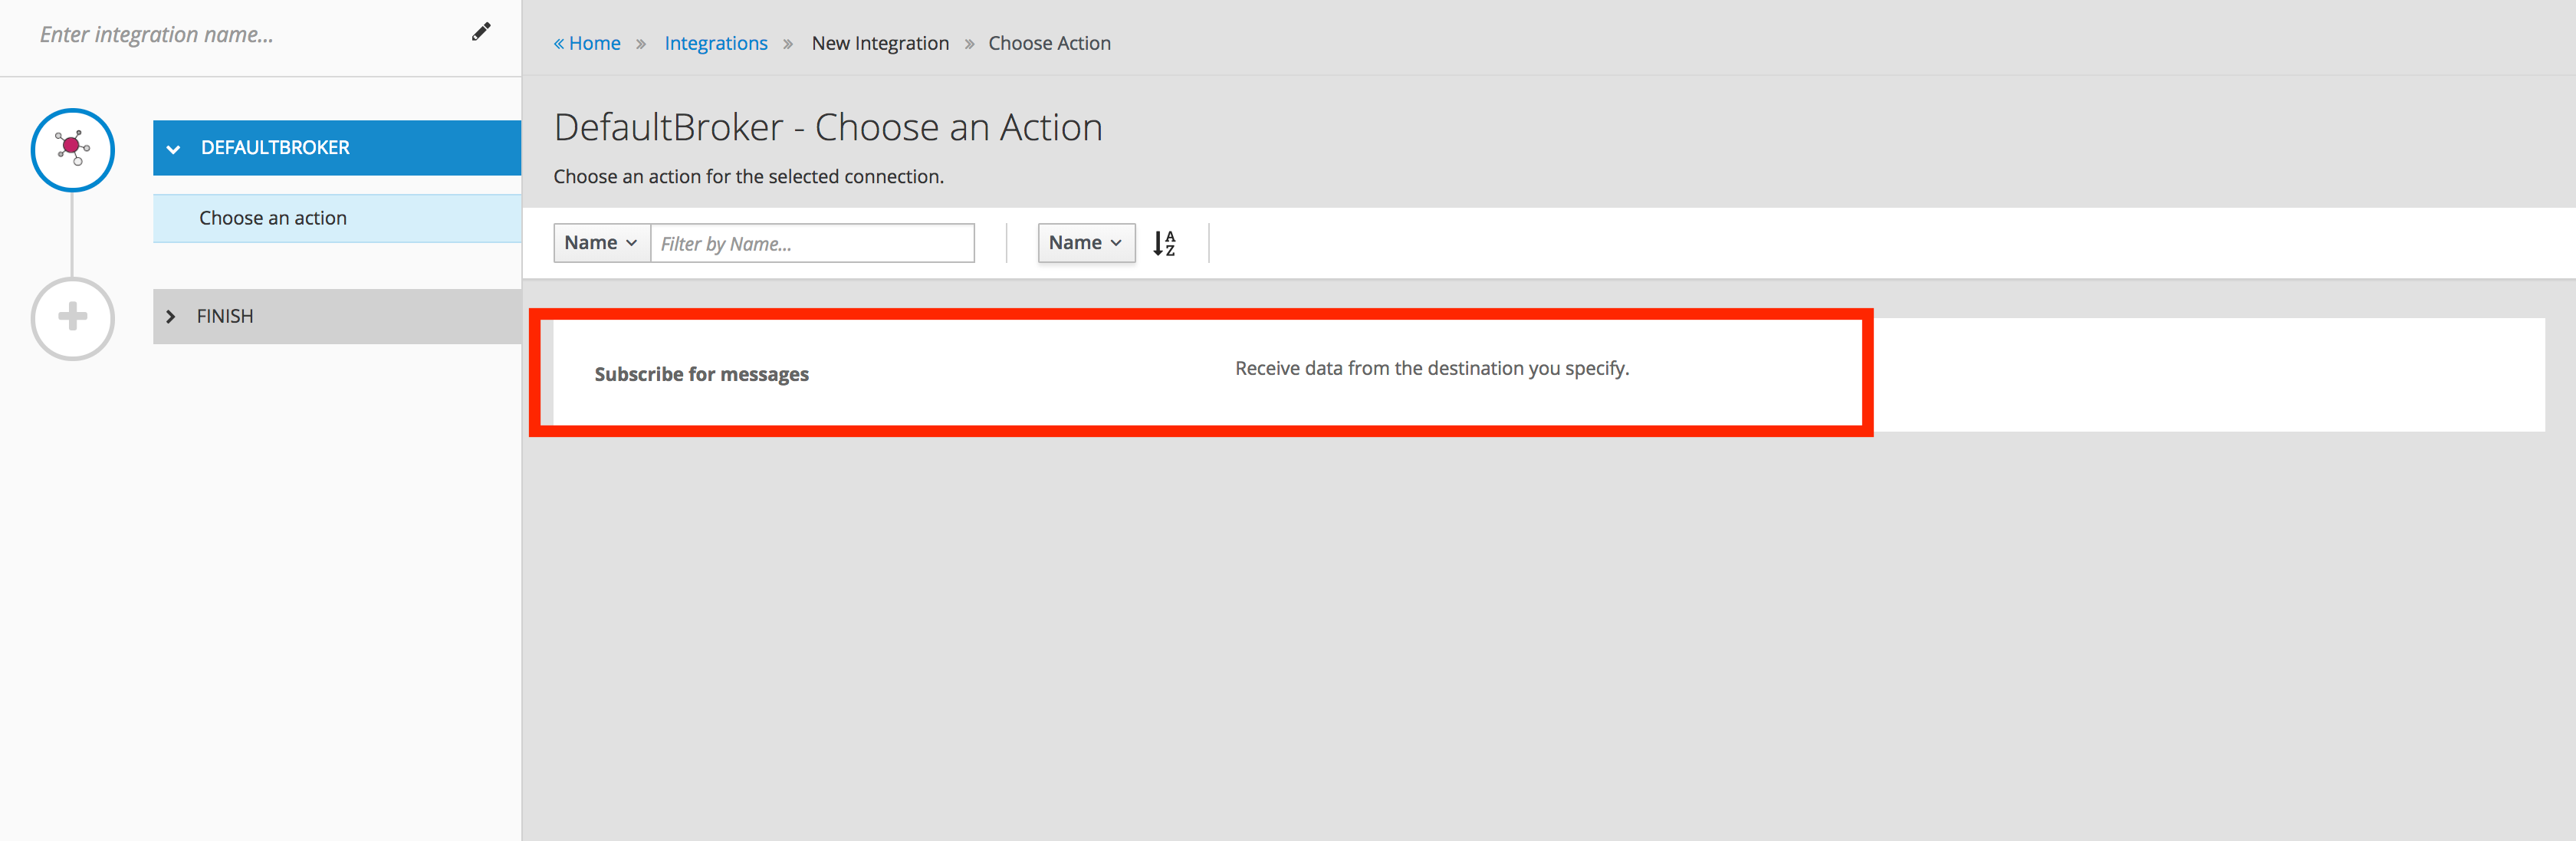 Enter integration name...
« Home » Integrations » New Integration » Choose Action
DEFAULTBROKER
Choose an action
FINISH
DefaultBroker - Choose an Action
Choose an action for the selected connection.
Name Filter by Name... Name A Z
Subscribe for messages Receive data from the destination you specify.